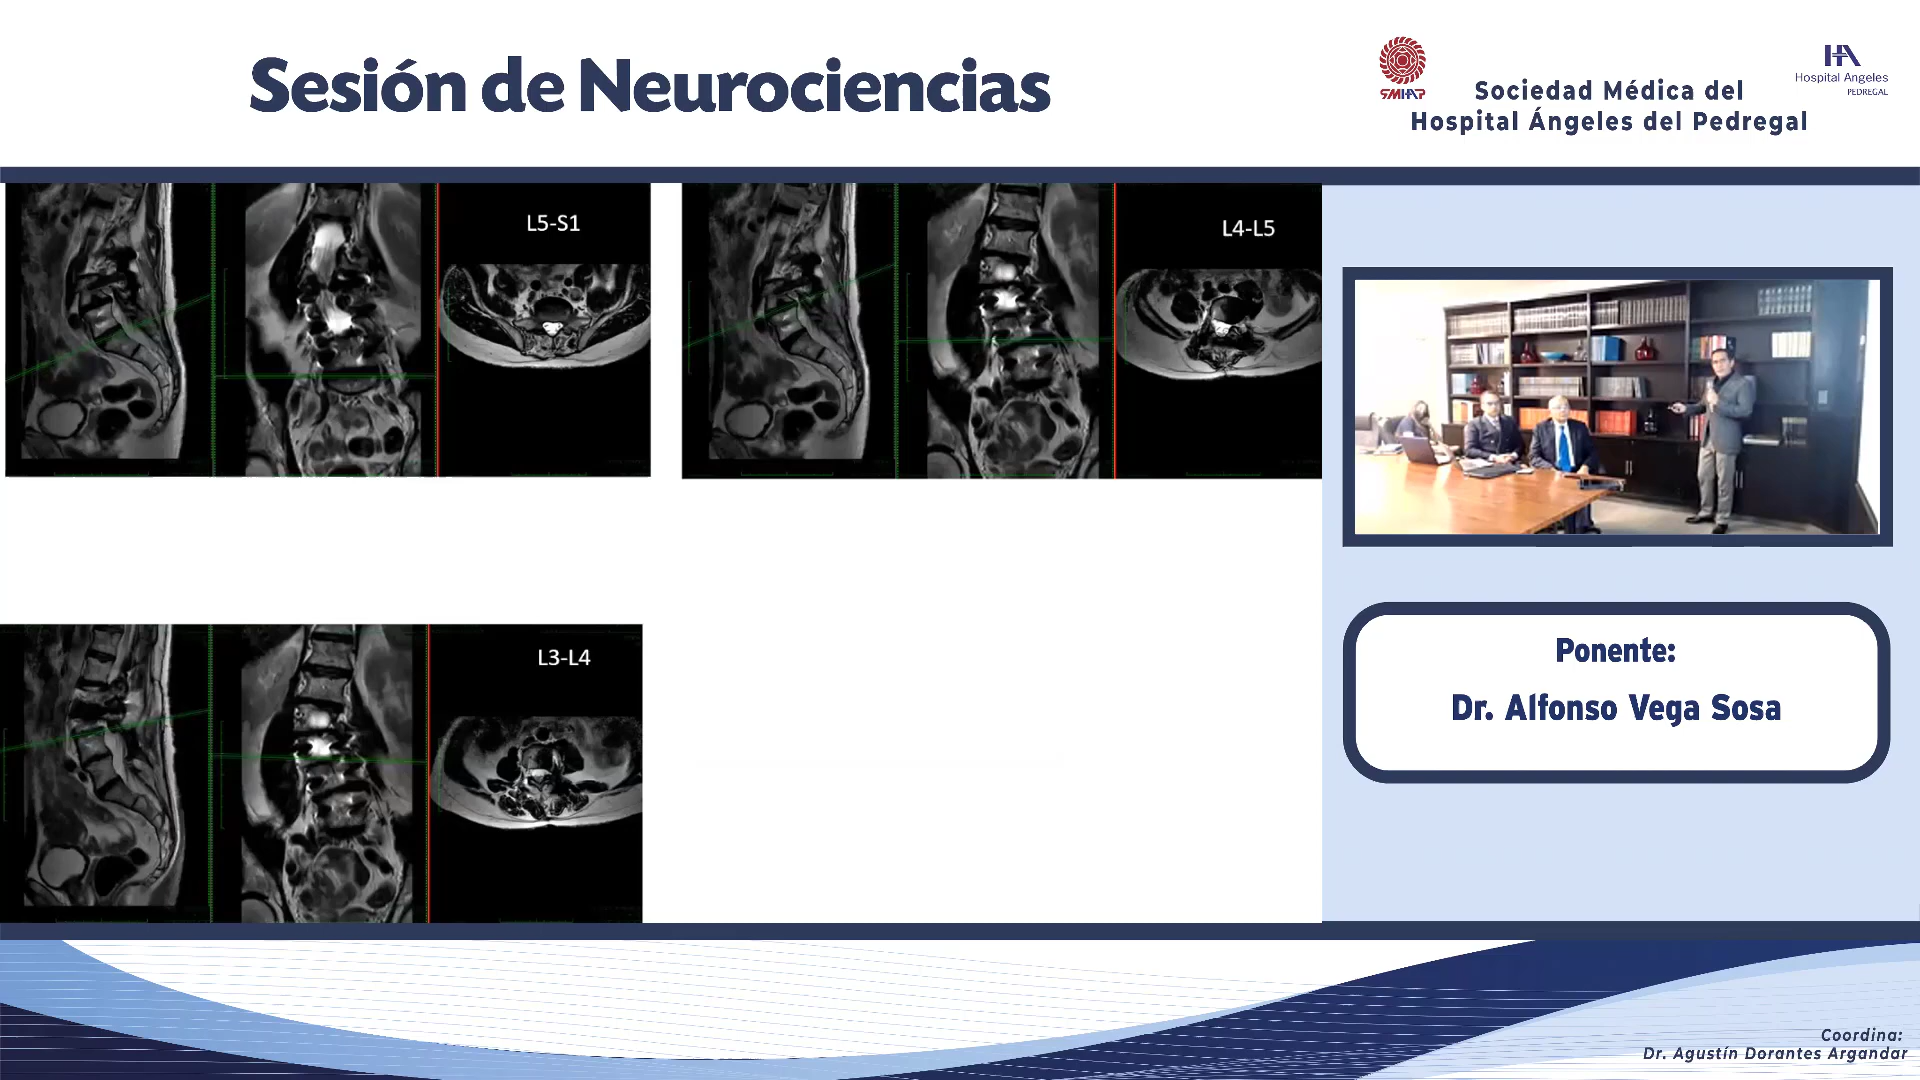 Sesión de Neurociencias
SMHAP
Sociedad Médica del
Hospital Ángeles del Pedregal
HA
Hospital Angeles
PEDREGAL
L5-S1
L4-L5
L3-L4
Ponente:
Dr. Alfonso Vega Sosa
Coordina:
Dr. Agustín Dorantes Argandar